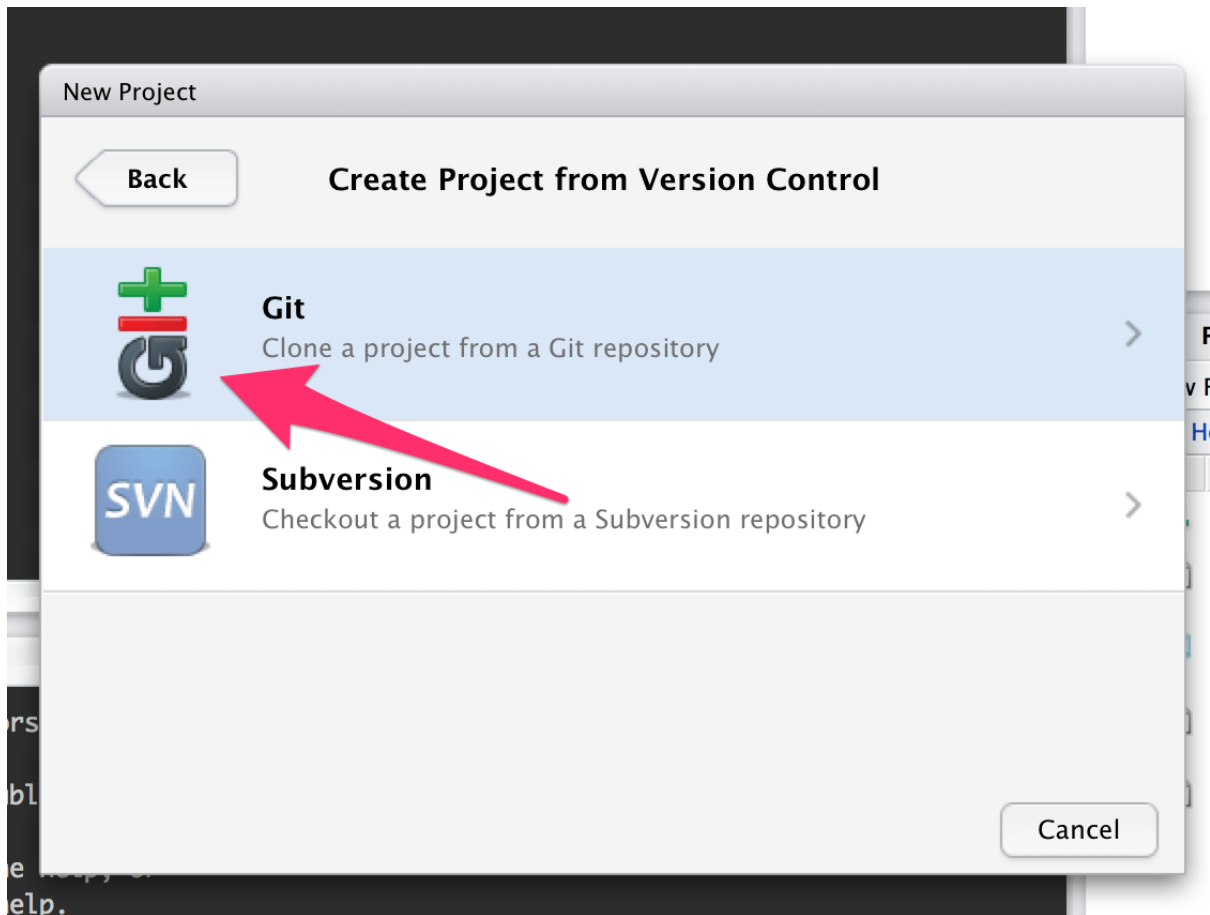 New Project
Back
Create Project from Version Control
Git
Clone a project from a Git repository
SVN
Subversion
Checkout a project from a Subversion repository
Cancel
help.